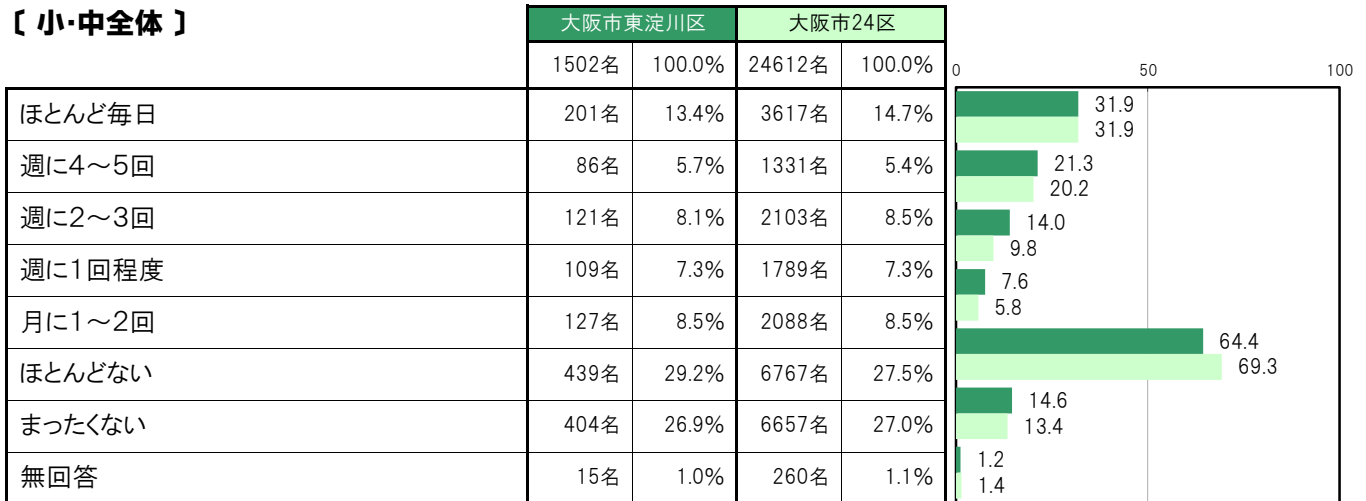 〔 小・中全体 〕
大阪市東淀川区 大阪市24区
1502名 100.0% 24612名 100.0%
0 50 100
ほとんど毎日 201名 13.4% 3617名 14.7% 31.9
31.9
週に4～5回 86名 5.7% 1331名 5.4% 21.3
20.2
週に2～3回 121名 8.1% 2103名 8.5% 14.0
9.8
週に1回程度 109名 7.3% 1789名 7.3% 7.6
5.8
月に1～2回 127名 8.5% 2088名 8.5% 64.4
ほとんどない 439名 29.2% 6767名 27.5% 69.3
まったくない 404名 26.9% 6657名 27.0% 14.6
13.4
無回答 15名 1.0% 260名 1.1% 1.2
1.4